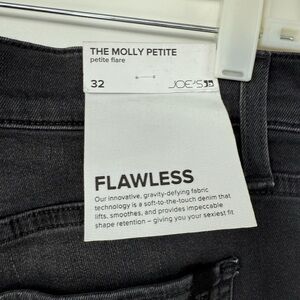 THE MOLLY PETITE
petite flare
32
JOE'S
FLAWLESS
Our innovative, gravity-defying fabric
technology is a soft-to-the-touch denim that
lifts, smoothes, and provides impeccable
shape retention – giving you your sexiest fit